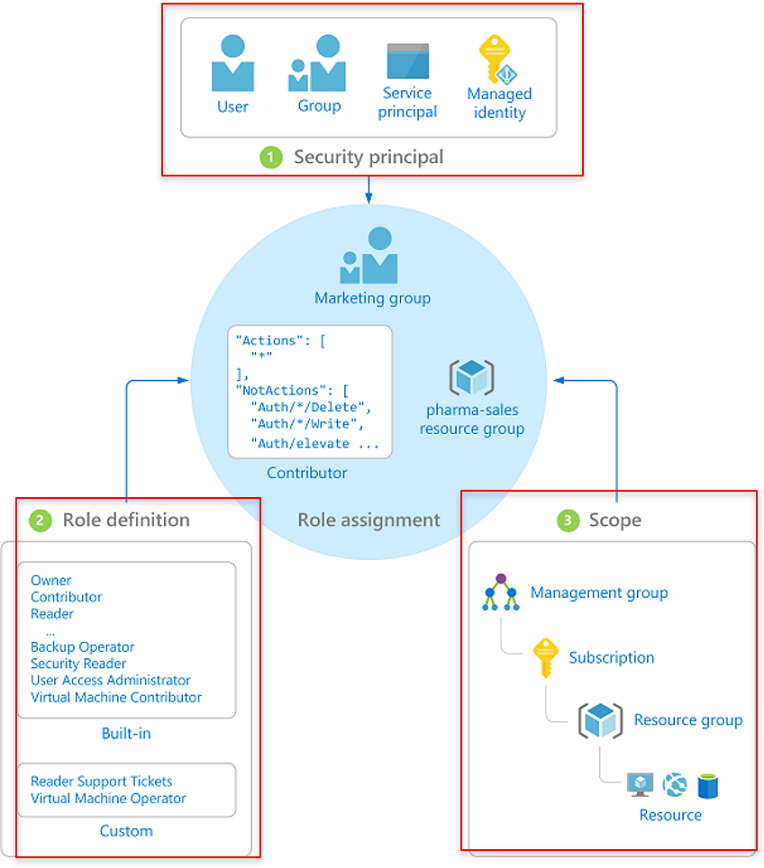 User
Group
Service
principal
Managed
identity
1 Security principal
Marketing group
"Actions": [
"*"
],
"NotActions": [
"Auth/*/Delete",
"Auth/*/Write",
"Auth/elevate ...
Contributor
pharma-sales
resource group
Role assignment
2 Role definition
Owner
Contributor
Reader
...
Backup Operator
Security Reader
User Access Administrator
Virtual Machine Contributor
Built-in
Reader Support Tickets
Virtual Machine Operator
Custom
3 Scope
Management group
Subscription
Resource group
Resource